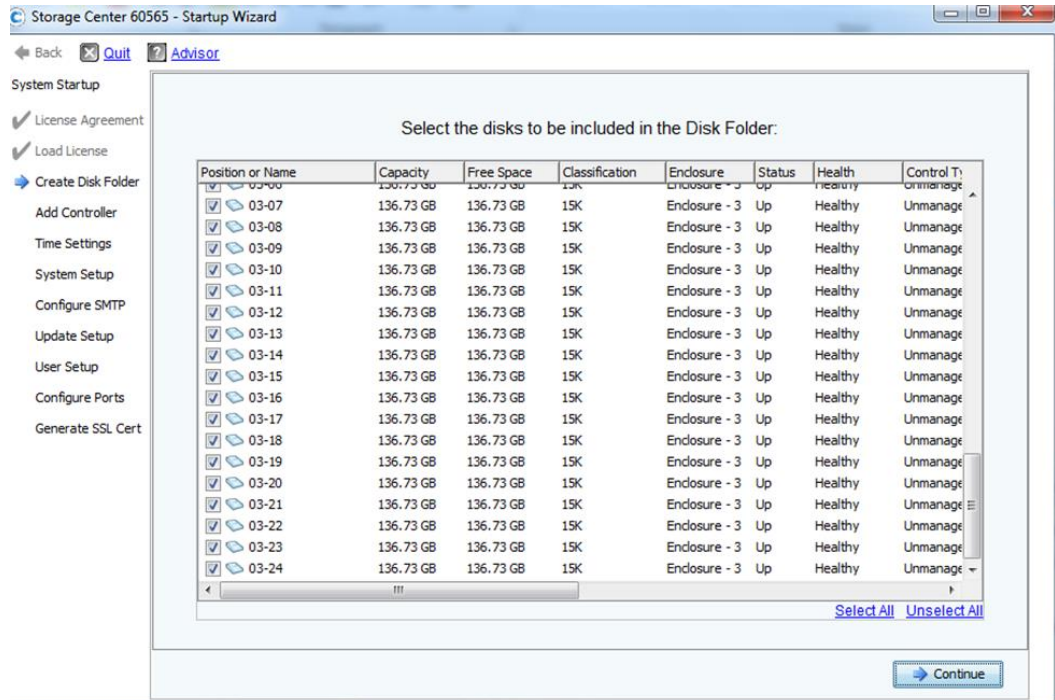 Storage Center 60565 - Startup Wizard
Back Quit Advisor
System Startup
License Agreement
Load License
Create Disk Folder
Add Controller
Time Settings
System Setup
Configure SMTP
Update Setup
User Setup
Configure Ports
Generate SSL Cert
Select the disks to be included in the Disk Folder:
Position or Name Capacity Free Space Classification Enclosure Status Health Control Ty
03-06 136.73 GB 136.73 GB 15K Enclosure - 3 Up Healthy Unmanage
03-07 136.73 GB 136.73 GB 15K Enclosure - 3 Up Healthy Unmanage
03-08 136.73 GB 136.73 GB 15K Enclosure - 3 Up Healthy Unmanage
03-09 136.73 GB 136.73 GB 15K Enclosure - 3 Up Healthy Unmanage
03-10 136.73 GB 136.73 GB 15K Enclosure - 3 Up Healthy Unmanage
03-11 136.73 GB 136.73 GB 15K Enclosure - 3 Up Healthy Unmanage
03-12 136.73 GB 136.73 GB 15K Enclosure - 3 Up Healthy Unmanage
03-13 136.73 GB 136.73 GB 15K Enclosure - 3 Up Healthy Unmanage
03-14 136.73 GB 136.73 GB 15K Enclosure - 3 Up Healthy Unmanage
03-15 136.73 GB 136.73 GB 15K Enclosure - 3 Up Healthy Unmanage
03-16 136.73 GB 136.73 GB 15K Enclosure - 3 Up Healthy Unmanage
03-17 136.73 GB 136.73 GB 15K Enclosure - 3 Up Healthy Unmanage
03-18 136.73 GB 136.73 GB 15K Enclosure - 3 Up Healthy Unmanage
03-19 136.73 GB 136.73 GB 15K Enclosure - 3 Up Healthy Unmanage
03-20 136.73 GB 136.73 GB 15K Enclosure - 3 Up Healthy Unmanage
03-21 136.73 GB 136.73 GB 15K Enclosure - 3 Up Healthy Unmanage
03-22 136.73 GB 136.73 GB 15K Enclosure - 3 Up Healthy Unmanage
03-23 136.73 GB 136.73 GB 15K Enclosure - 3 Up Healthy Unmanage
03-24 136.73 GB 136.73 GB 15K Enclosure - 3 Up Healthy Unmanage
Select All Unselect All
Continue